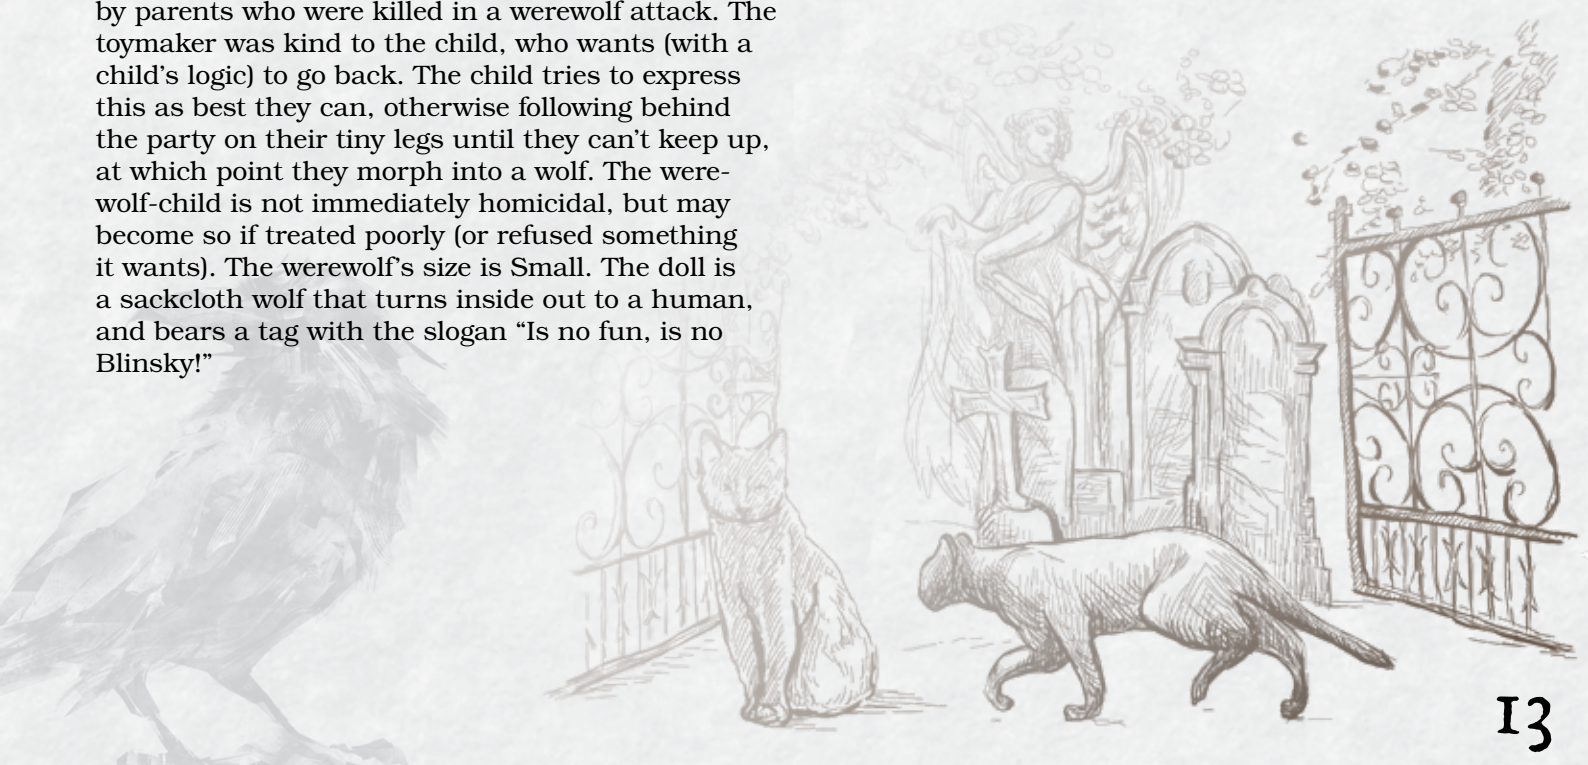 by parents who were killed in a werewolf attack. The
toymaker was kind to the child, who wants (with a
child’s logic) to go back. The child tries to express
this as best they can, otherwise following behind
the party on their tiny legs until they can’t keep up,
at which point they morph into a wolf. The were-
wolf-child is not immediately homicidal, but may
become so if treated poorly (or refused something
it wants). The werewolf’s size is Small. The doll is
a sackcloth wolf that turns inside out to a human,
and bears a tag with the slogan “Is no fun, is no
Blinsky!”
13